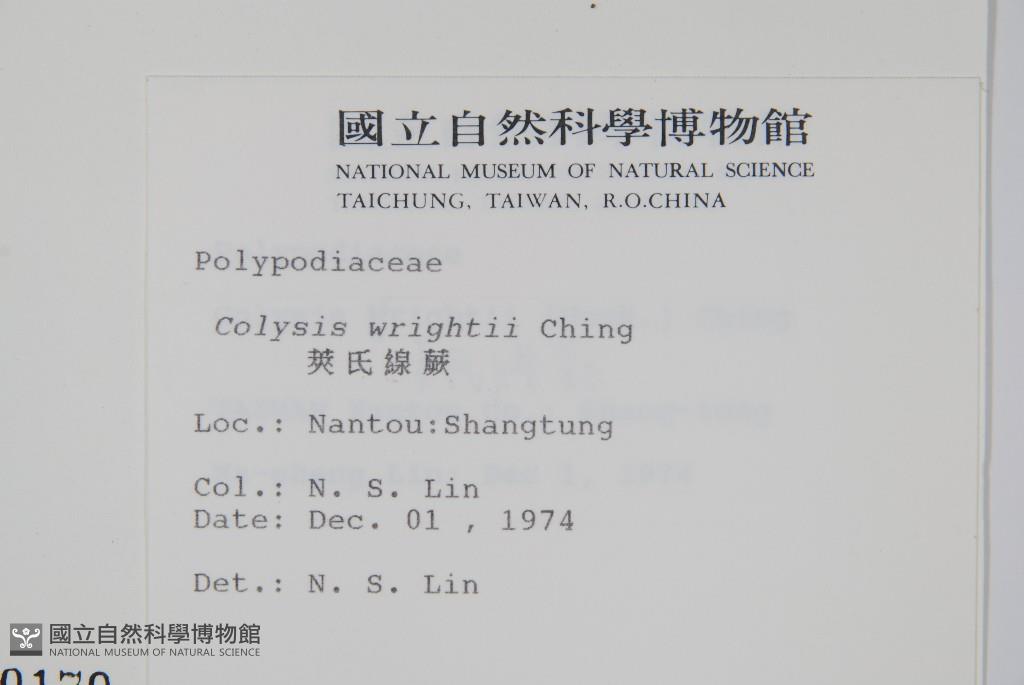 國立自然科學博物館
NATIONAL MUSEUM OF NATURAL SCIENCE
TAICHUNG, TAIWAN, R.O.CHINA
Polypodiaceae
Colysis wrightii Ching
萊氏線蕨
Loc.: Nantou:Shangtung
Col.: N. S. Lin
Date: Dec. 01 , 1974
Det.: N. S. Lin
國立自然科學博物館
NATIONAL MUSEUM OF NATURAL SCIENCE